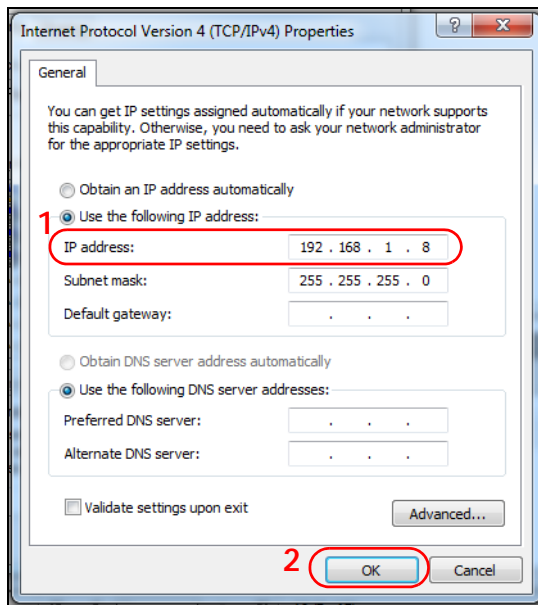 Internet Protocol Version 4 (TCP/IPv4) Properties
General
You can get IP settings assigned automatically if your network supports
this capability. Otherwise, you need to ask your network administrator
for the appropriate IP settings.
Obtain an IP address automatically
1 Use the following IP address:
IP address: 192 . 168 . 1 . 8
Subnet mask: 255 . 255 . 255 . 0
Default gateway: . . .
Obtain DNS server address automatically
Use the following DNS server addresses:
Preferred DNS server: . . .
Alternate DNS server: . . .
Validate settings upon exit
Advanced...
2 OK Cancel